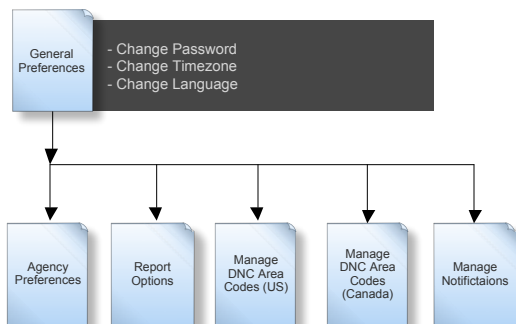 General
Preferences
- Change Password
- Change Timezone
- Change Language
Agency
Preferences
Report
Options
Manage
DNC Area
Codes (US)
Manage
DNC Area
Codes
(Canada)
Manage
Notifictaions